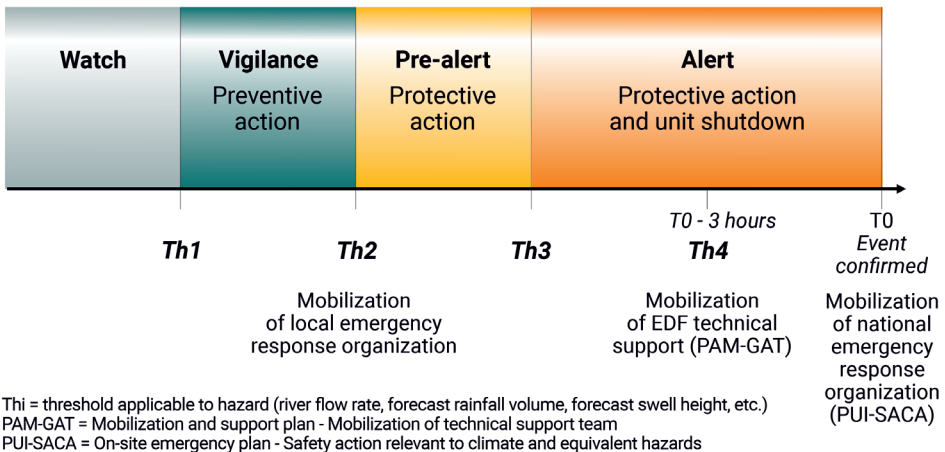 Watch
Vigilance
Preventive
action
Pre-alert
Protective
action
Alert
Protective action
and unit shutdown
T0 - 3 hours
T0
Event
confirmed
Th1
Th2
Th3
Th4
Mobilization
of local emergency
response organization
Mobilization
of EDF technical
support (PAM-GAT)
Mobilization
of national
emergency
response
organization
(PUI-SACA)
Thi = threshold applicable to hazard (river flow rate, forecast rainfall volume, forecast swell height, etc.)
PAM-GAT = Mobilization and support plan - Mobilization of technical support team
PUI-SACA = On-site emergency plan - Safety action relevant to climate and equivalent hazards